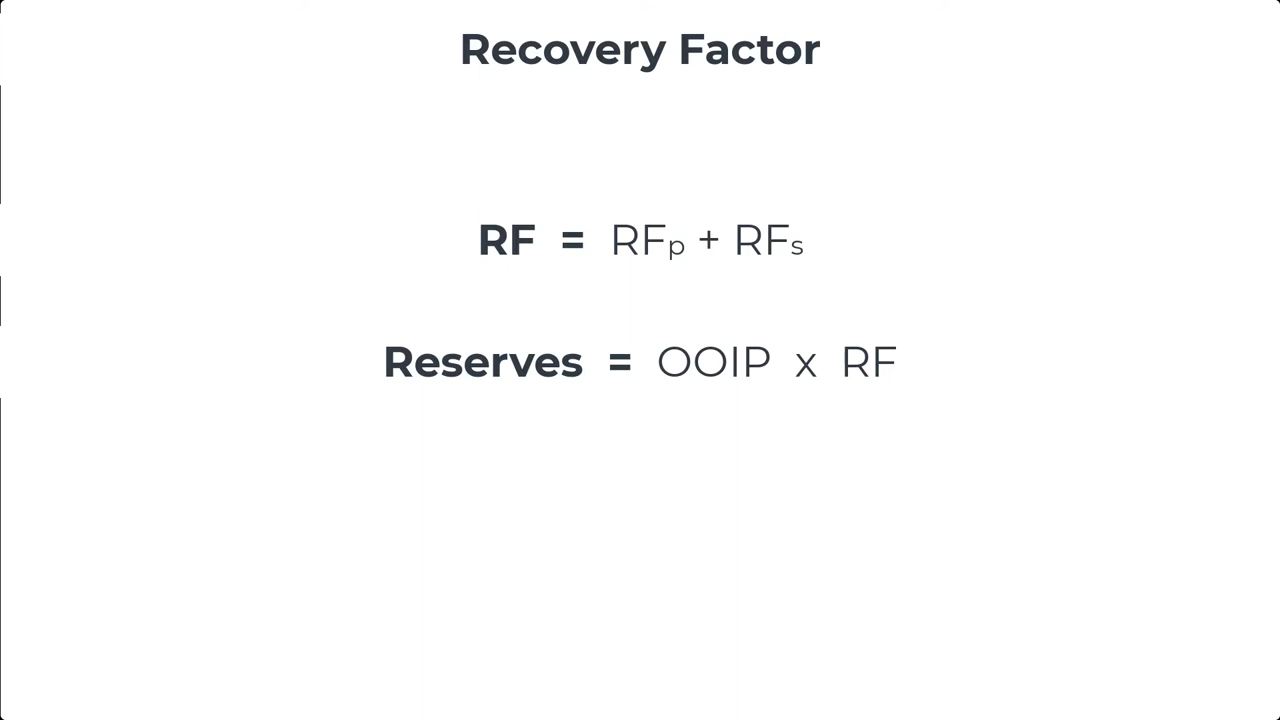 Recovery Factor
RF = RFp + RFs
Reserves = OOIP x RF